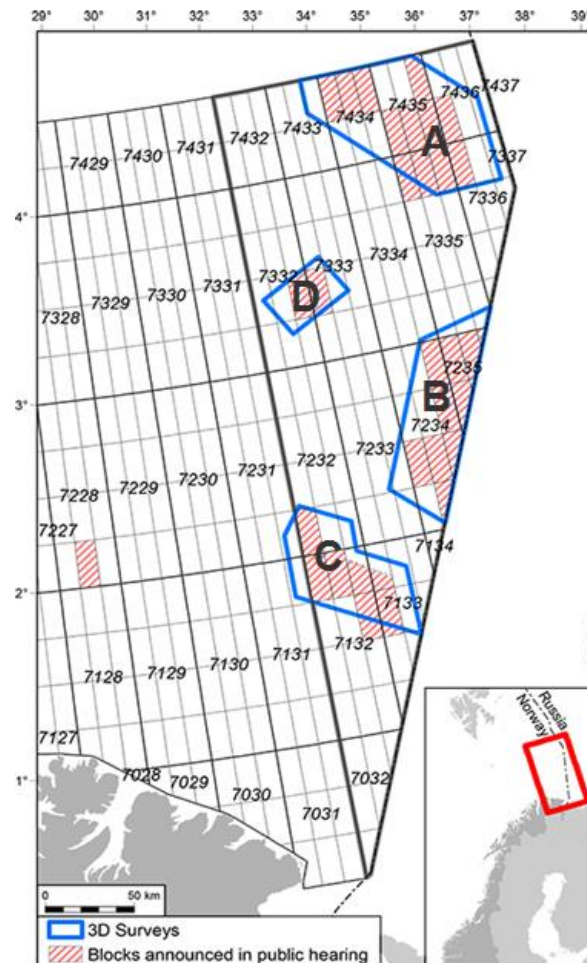 29° 30° 31° 32° 33° 34° 35° 36° 37° 38° 39°
7429 7430 7431 7432 7433 7434 7435 7436 7437
A
7337
7336
4°
7328 7329 7330 7331 7332 7333 7334 7335
D
7235
B
7234
3°
7227 7228 7229 7230 7231 7232 7233
7134
C
7133
2°
7127 7128 7129 7130 7131 7132
1°
7028 7029 7030 7031 7032
Russia
Norway
0 50 km
3D Surveys
Blocks announced in public hearing